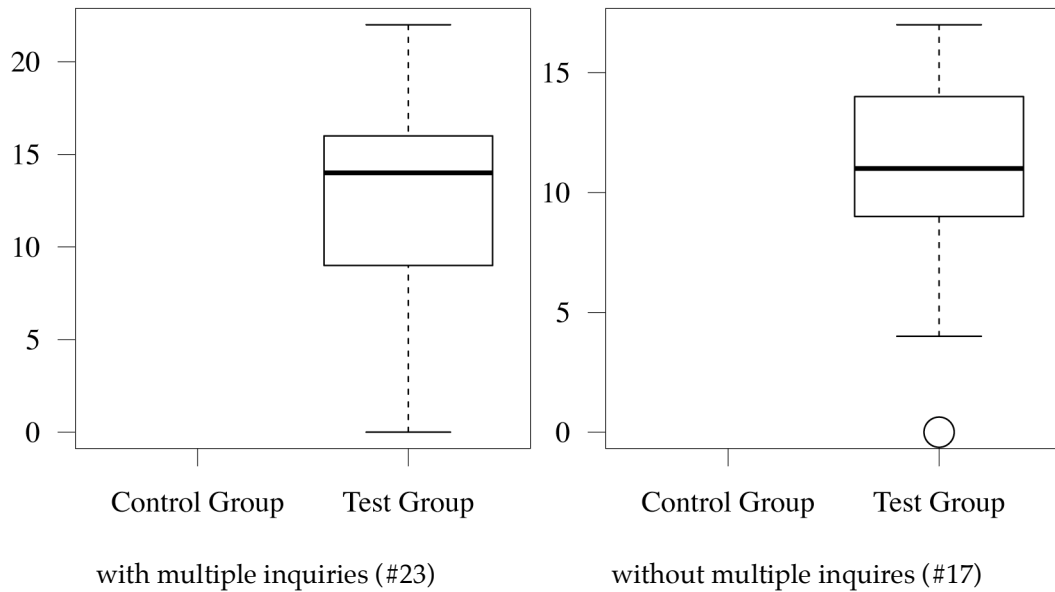 20
15
10
5
0
Control Group Test Group
with multiple inquiries (#23)
15
10
5
0
Control Group Test Group
without multiple inquires (#17)